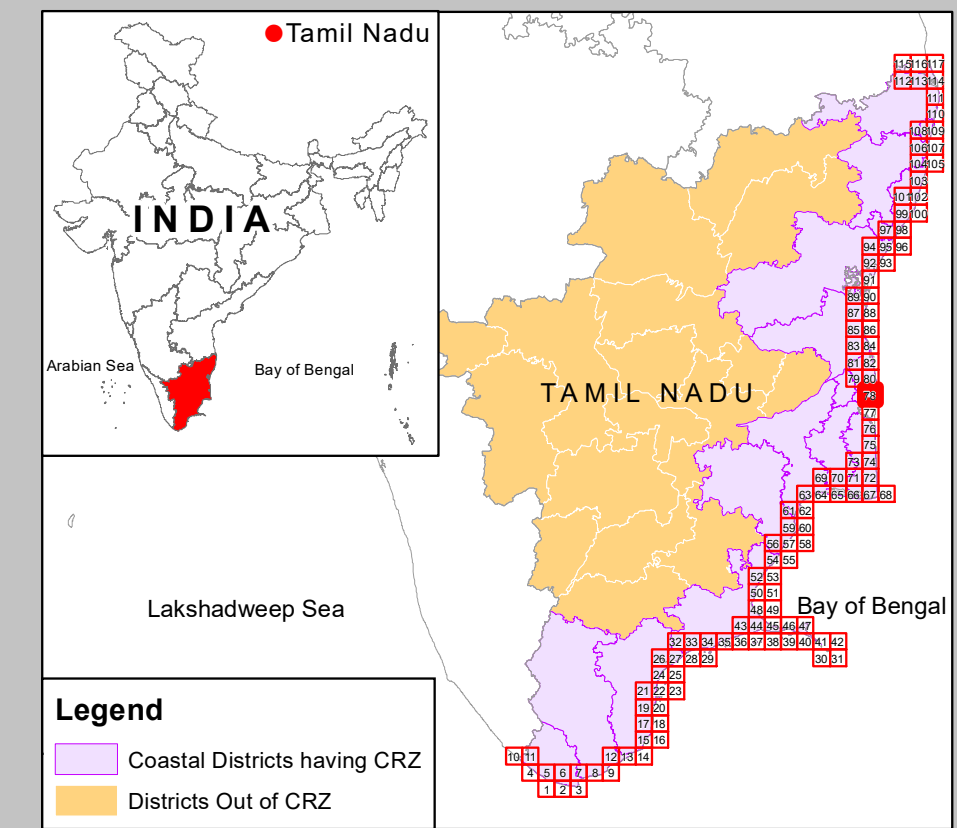 Tamil Nadu
INDIA
Arabian Sea
Bay of Bengal
115 116 117
112 113 114
111
110
108 109
106 107
104 105
103
101 102
99 100
97 98
94 95 96
92 93
91
89 90
87 88
85 86
83 84
81 82
79 80
TAMIL NADU
78
77
76
75
73 74
69 70 71 72
63 64 65 66 67 68
61 62
59 60
56 57 58
54 55
52 53
50 51
Lakshadweep Sea
Bay of Bengal
48 49
43 44 45 46 47
32 33 34 35 36 37 38 39 40 41 42
26 27 28 29 30 31
24 25
21 22 23
19 20
17 18
15 16
10 11 12 13 14
4 5 6 7 8 9
1 2 3
Legend
Coastal Districts having CRZ
Districts Out of CRZ